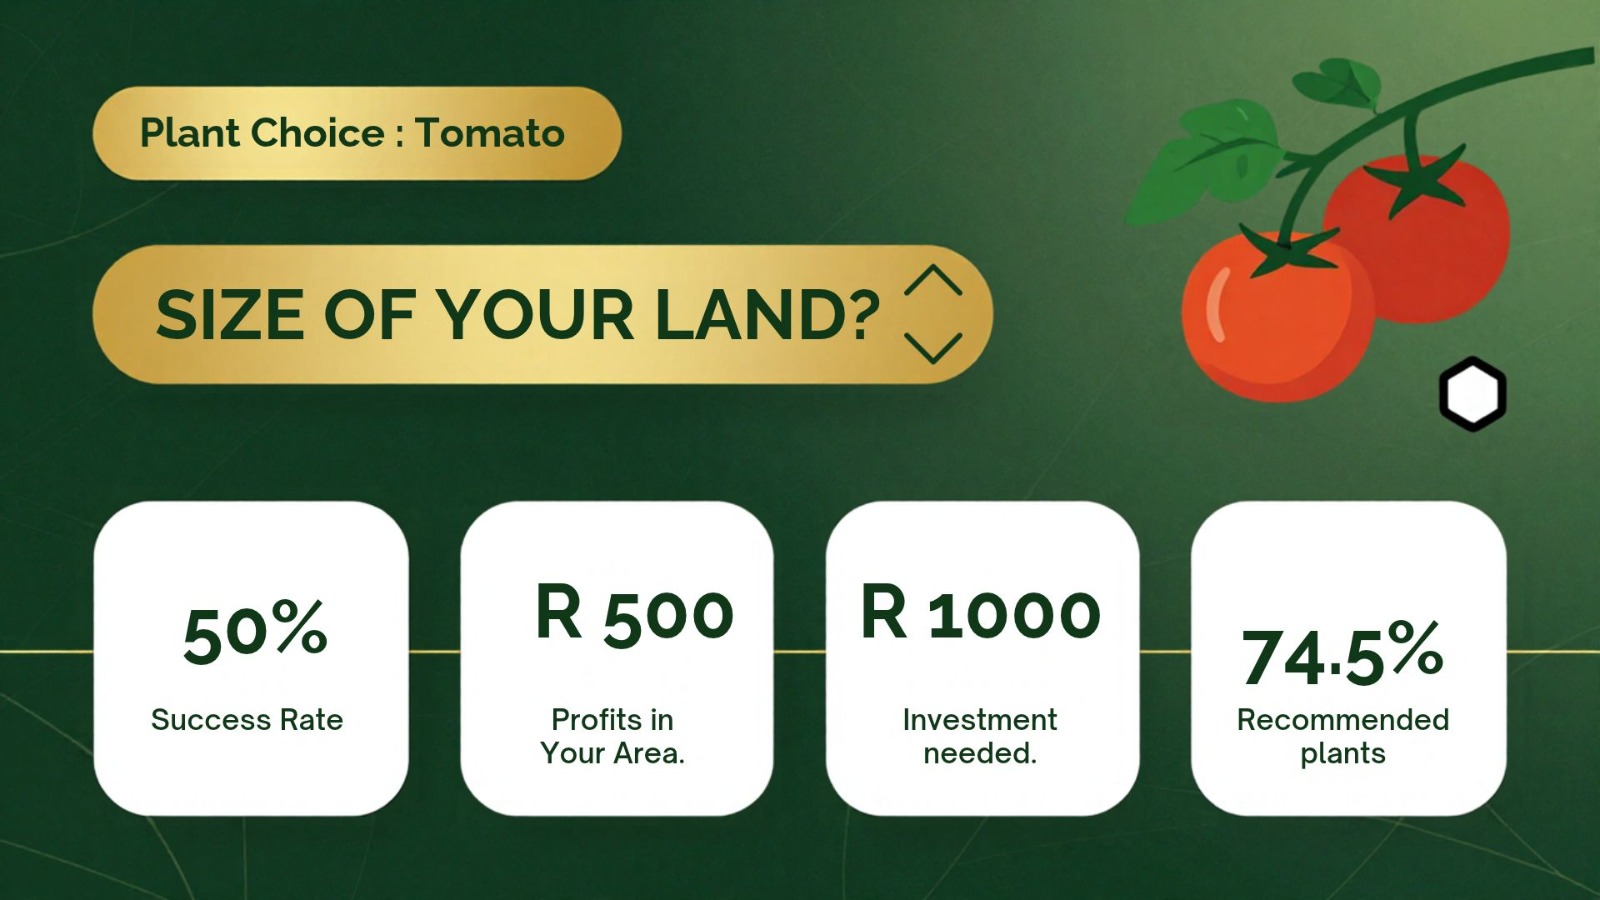 Plant Choice : Tomato
SIZE OF YOUR LAND?
50%
Success Rate
R 500
Profits in
Your Area.
R 1000
Investment
needed.
74.5%
Recommended
plants